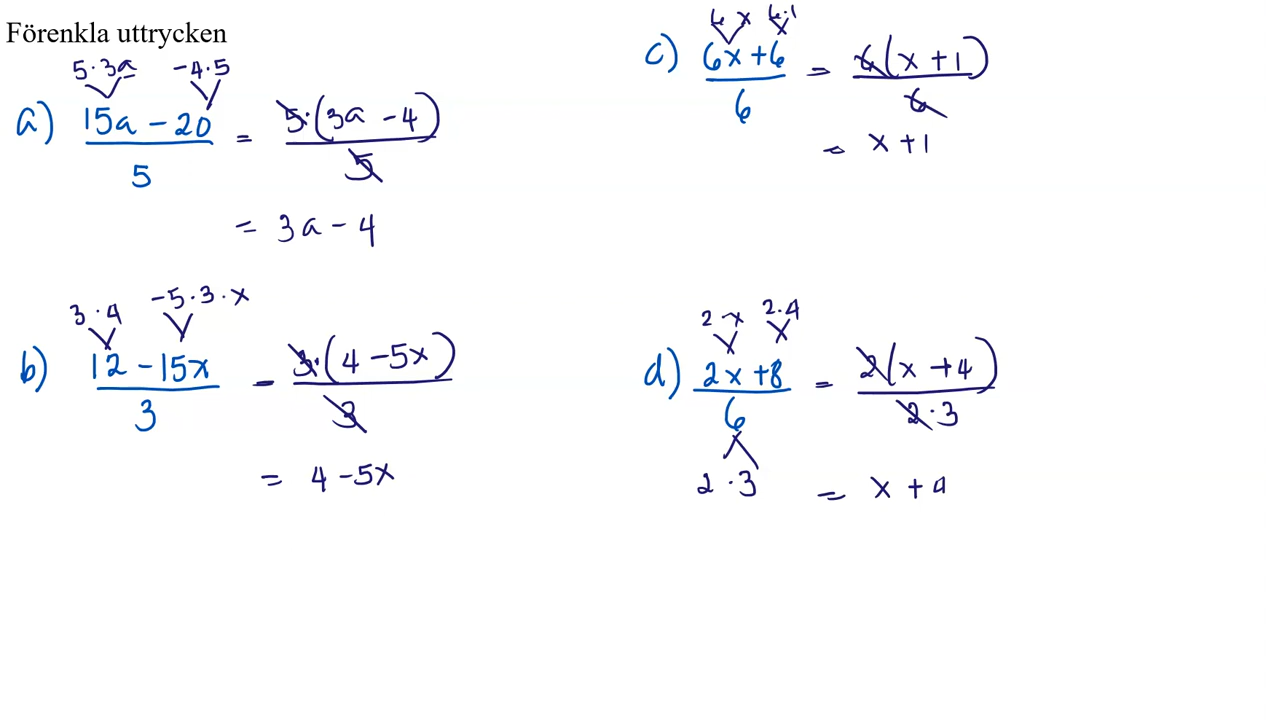 Förenkla uttrycken
5·3a -4·5
a) (15a - 20)/5 = 5·(3a - 4)/5
= 3a - 4
3·4 -5·3·x
b) (12 - 15x)/3 = 3·(4 - 5x)/3
= 4 - 5x
6 x 6·1
c) (6x + 6)/6 = 6(x + 1)/6
= x + 1
2·x 2·4
d) (2x + 8)/6 = 2(x + 4)/2·3
2·3 = x + 4